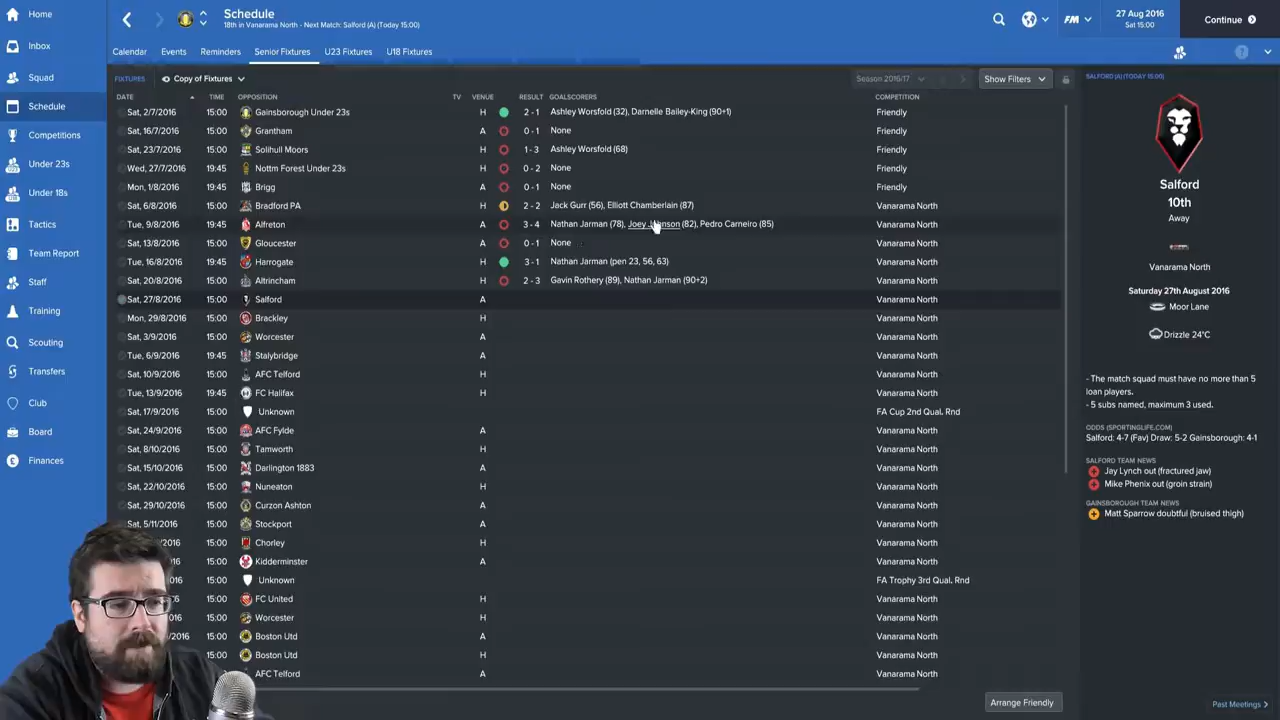 Home
Inbox
Squad
Schedule
Competitions
Under 23s
Under 18s
Tactics
Team Report
Staff
Training
Scouting
Transfers
Club
Board
Finances
Schedule
18th in Vanarama North - Next Match: Salford (A) (Today 15:00)
FM
27 Aug 2016
Sat 15:00
Continue
Calendar Events Reminders Senior Fixtures U23 Fixtures U18 Fixtures
FIXTURES Copy of Fixtures Season 2016/17 Show Filters
DATE TIME OPPOSITION TV VENUE RESULT GOALSCORERS COMPETITION
Sat, 2/7/2016 15:00 Gainsborough Under 23s H 2 - 1 Ashley Worsfold (32), Darnelle Bailey-King (90+1) Friendly
Sat, 16/7/2016 15:00 Grantham A 0 - 1 None Friendly
Sat, 23/7/2016 15:00 Solihull Moors H 1 - 3 Ashley Worsfold (68) Friendly
Wed, 27/7/2016 19:45 Nottm Forest Under 23s H 0 - 2 None Friendly
Mon, 1/8/2016 19:45 Brigg A 0 - 1 None Friendly
Sat, 6/8/2016 15:00 Bradford PA H 2 - 2 Jack Gurr (56), Elliott Chamberlain (87) Vanarama North
Tue, 9/8/2016 19:45 Alfreton A 3 - 4 Nathan Jarman (78), Joey (82), Pedro Carneiro (85) Vanarama North
Sat, 13/8/2016 15:00 Gloucester A 0 - 1 None Vanarama North
Tue, 16/8/2016 15:00 Harrogate H 3 - 1 Nathan Jarman (pen 23, 56, 63) Vanarama North
Sat, 20/8/2016 15:00 Altrincham H 2 - 3 Gavin Rothery (89), Nathan Jarman (90+2) Vanarama North
Sat, 27/8/2016 15:00 Salford A Vanarama North
Mon, 29/8/2016 15:00 Brackley H Vanarama North
Sat, 3/9/2016 15:00 Worcester A Vanarama North
Tue, 6/9/2016 19:45 Stalybridge A Vanarama North
Sat, 10/9/2016 15:00 AFC Telford H Vanarama North
Tue, 13/9/2016 19:45 FC Halifax H Vanarama North
Sat, 17/9/2016 15:00 Unknown FA Cup 2nd Qual. Rnd
Sat, 24/9/2016 15:00 AFC Fylde A Vanarama North
Sat, 8/10/2016 15:00 Tamworth H Vanarama North
Sat, 15/10/2016 15:00 Darlington 1883 A Vanarama North
Sat, 22/10/2016 15:00 Nuneaton H Vanarama North
Sat, 29/10/2016 15:00 Curzon Ashton A Vanarama North
Sat, 5/11/2016 15:00 Stockport A Vanarama North
2016 15:00 Chorley H Vanarama North
016 15:00 Kidderminster A Vanarama North
016 15:00 Unknown FA Trophy 3rd Qual. Rnd
15:00 FC United H Vanarama North
15:00 Worcester H Vanarama North
2016 15:00 Boston Utd A Vanarama North
15:00 Boston Utd H Vanarama North
15:00 AFC Telford A Vanarama North
Arrange Friendly
SALFORD (A) (TODAY 15:00)
Salford
10th
Away
Vanarama North
Saturday 27th August 2016
Moor Lane
Drizzle 24°C
- The match squad must have no more than 5
loan players.
- 5 subs named, maximum 3 used.
ODDS (SPORTINGLIFE.COM)
Salford: 4-7 (Fav) Draw: 5-2 Gainsborough: 4-1
SALFORD TEAM NEWS
Jay Lynch out (fractured jaw)
Mike Phenix out (groin strain)
GAINSBOROUGH TEAM NEWS
Matt Sparrow doubtful (bruised thigh)
Past Meetings